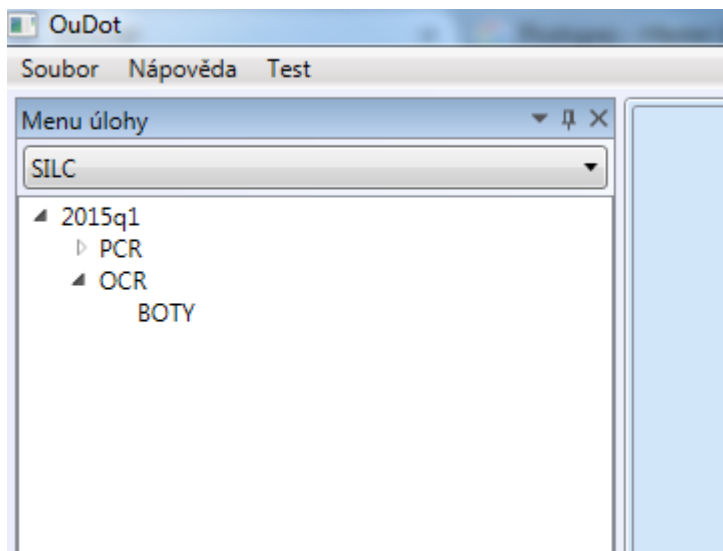 OuDot
Soubor Nápověda Test
Menu úlohy
SILC
2015q1
PCR
OCR
BOTY